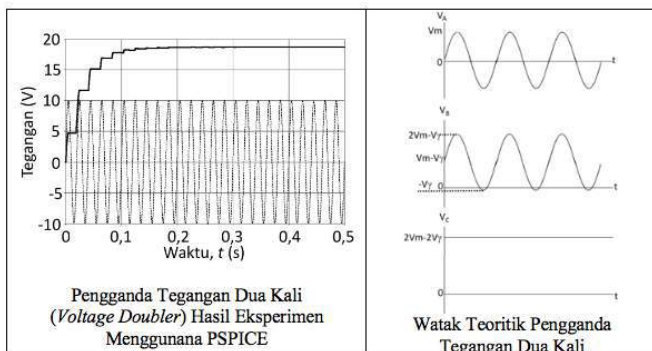 20
15
10
5
0
-5
-10
Tegangan (V)
0 0,1 0,2 0,3 0,4 0,5
Waktu, t (s)
Pengganda Tegangan Dua Kali
(Voltage Doubler) Hasil Eksperimen
Menggunana PSPICE
VA
Vm
0
t
VB
2Vm-Vγ
Vm-Vγ
0
-Vγ
t
VC
2Vm-2Vγ
0
t
Watak Teoritik Pengganda
Tegangan Dua Kali